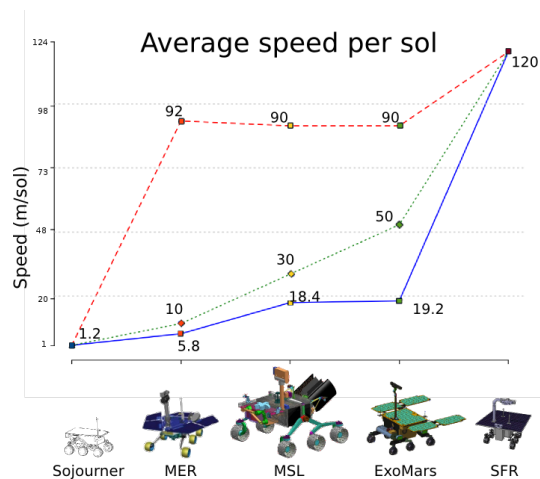 Average speed per sol
Speed (m/sol)
124
98
73
48
20
1
1.2
92
90
90
120
10
30
50
5.8
18.4
19.2
Sojourner
MER
MSL
ExoMars
SFR